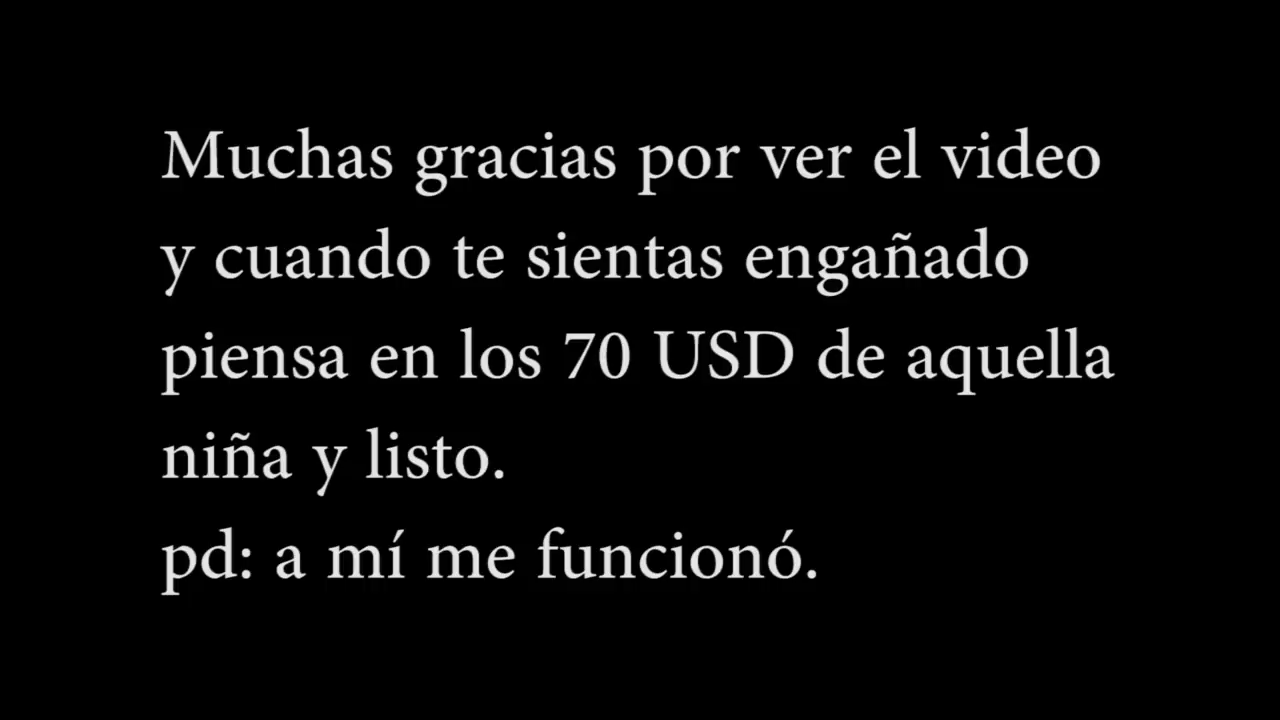 Muchas gracias por ver el video
y cuando te sientas engañado
piensa en los 70 USD de aquella
niña y listo.
pd: a mí me funcionó.